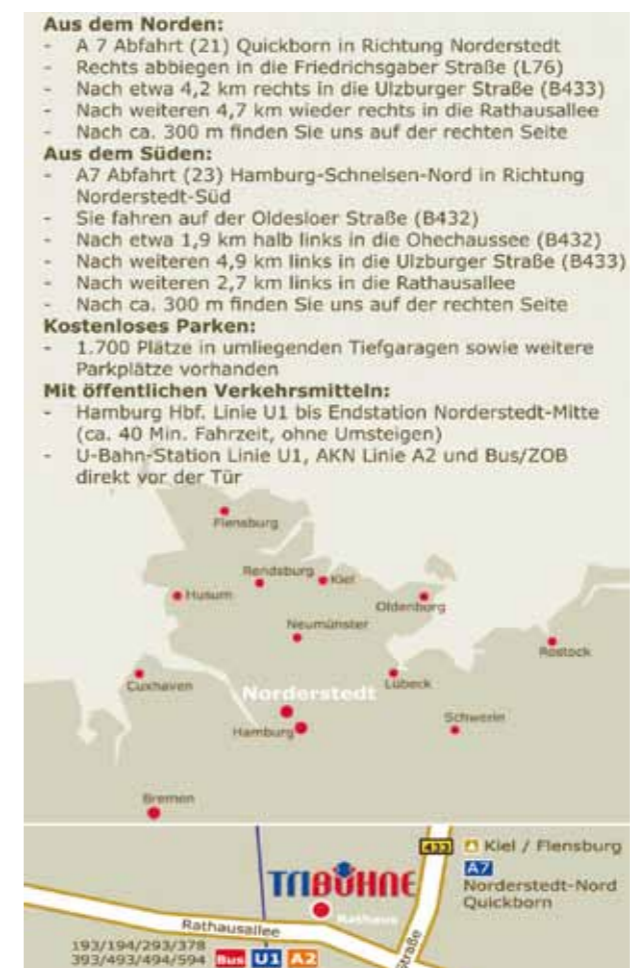 Aus dem Norden:
- A 7 Abfahrt (21) Quickborn in Richtung Norderstedt
- Rechts abbiegen in die Friedrichsgaber Straße (L76)
- Nach etwa 4,2 km rechts in die Ulzburger Straße (B433)
- Nach weiteren 4,7 km wieder rechts in die Rathausallee
- Nach ca. 300 m finden Sie uns auf der rechten Seite
Aus dem Süden:
- A7 Abfahrt (23) Hamburg-Schnelsen-Nord in Richtung
Norderstedt-Süd
- Sie fahren auf der Oldesloer Straße (B432)
- Nach etwa 1,9 km halb links in die Ohechaussee (B432)
- Nach weiteren 4,9 km links in die Ulzburger Straße (B433)
- Nach weiteren 2,7 km links in die Rathausallee
- Nach ca. 300 m finden Sie uns auf der rechten Seite
Kostenloses Parken:
- 1.700 Plätze in umliegenden Tiefgaragen sowie weitere
Parkplätze vorhanden
Mit öffentlichen Verkehrsmitteln:
- Hamburg Hbf. Linie U1 bis Endstation Norderstedt-Mitte
(ca. 40 Min. Fahrzeit, ohne Umsteigen)
- U-Bahn-Station Linie U1, AKN Linie A2 und Bus/ZOB
direkt vor der Tür
Flensburg
Rendsburg
Kiel
Husum
Oldenburg
Neumünster
Rostock
Cuxhaven
Lübeck
Norderstedt
Schwerin
Hamburg
Bremen
433
Kiel / Flensburg
A7
Norderstedt-Nord
Quickborn
TRIBÜHNE
Rathaus
Rathausallee
193/194/293/378
393/493/494/594
Bus U1 A2
Straße